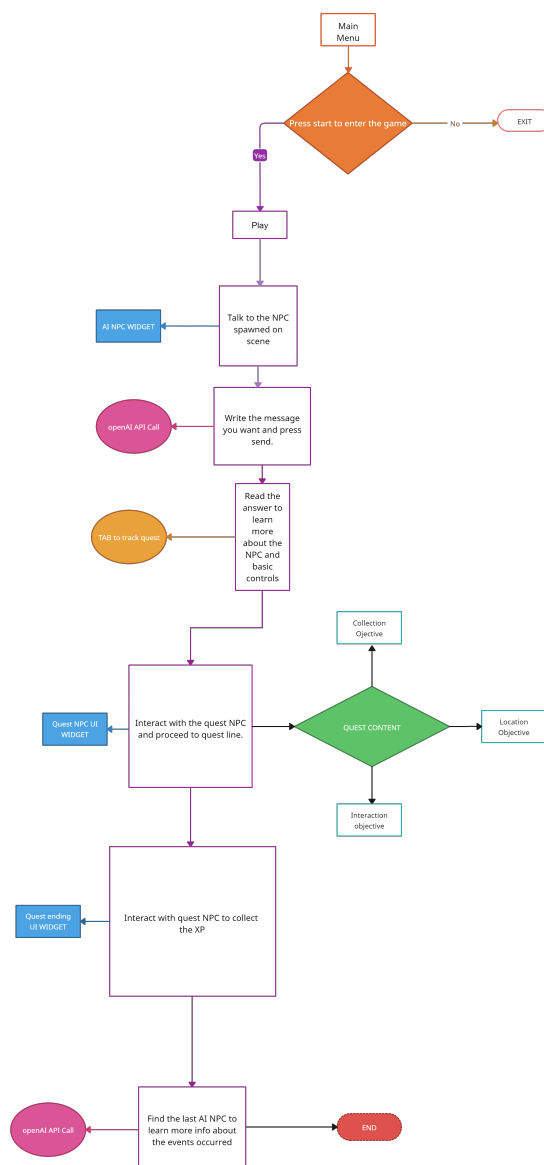 Main
Menu
Press start to enter the game
No
EXIT
Yes
Play
Talk to the NPC
spawned on
scene
AI NPC WIDGET
Write the message
you want and press
send.
openAI API Call
Read the
answer to
learn
more
about the
NPC and
basic
controls
TAB to track quest
Collection
Ojective
Interact with the quest NPC
and proceed to quest line.
Quest NPC UI
WIDGET
QUEST CONTENT
Location
Objective
Interaction
objective
Interact with quest NPC to collect
the XP
Quest ending
UI WIDGET
Find the last AI NPC to
learn more info about
the events occurred
openAI API Call
END